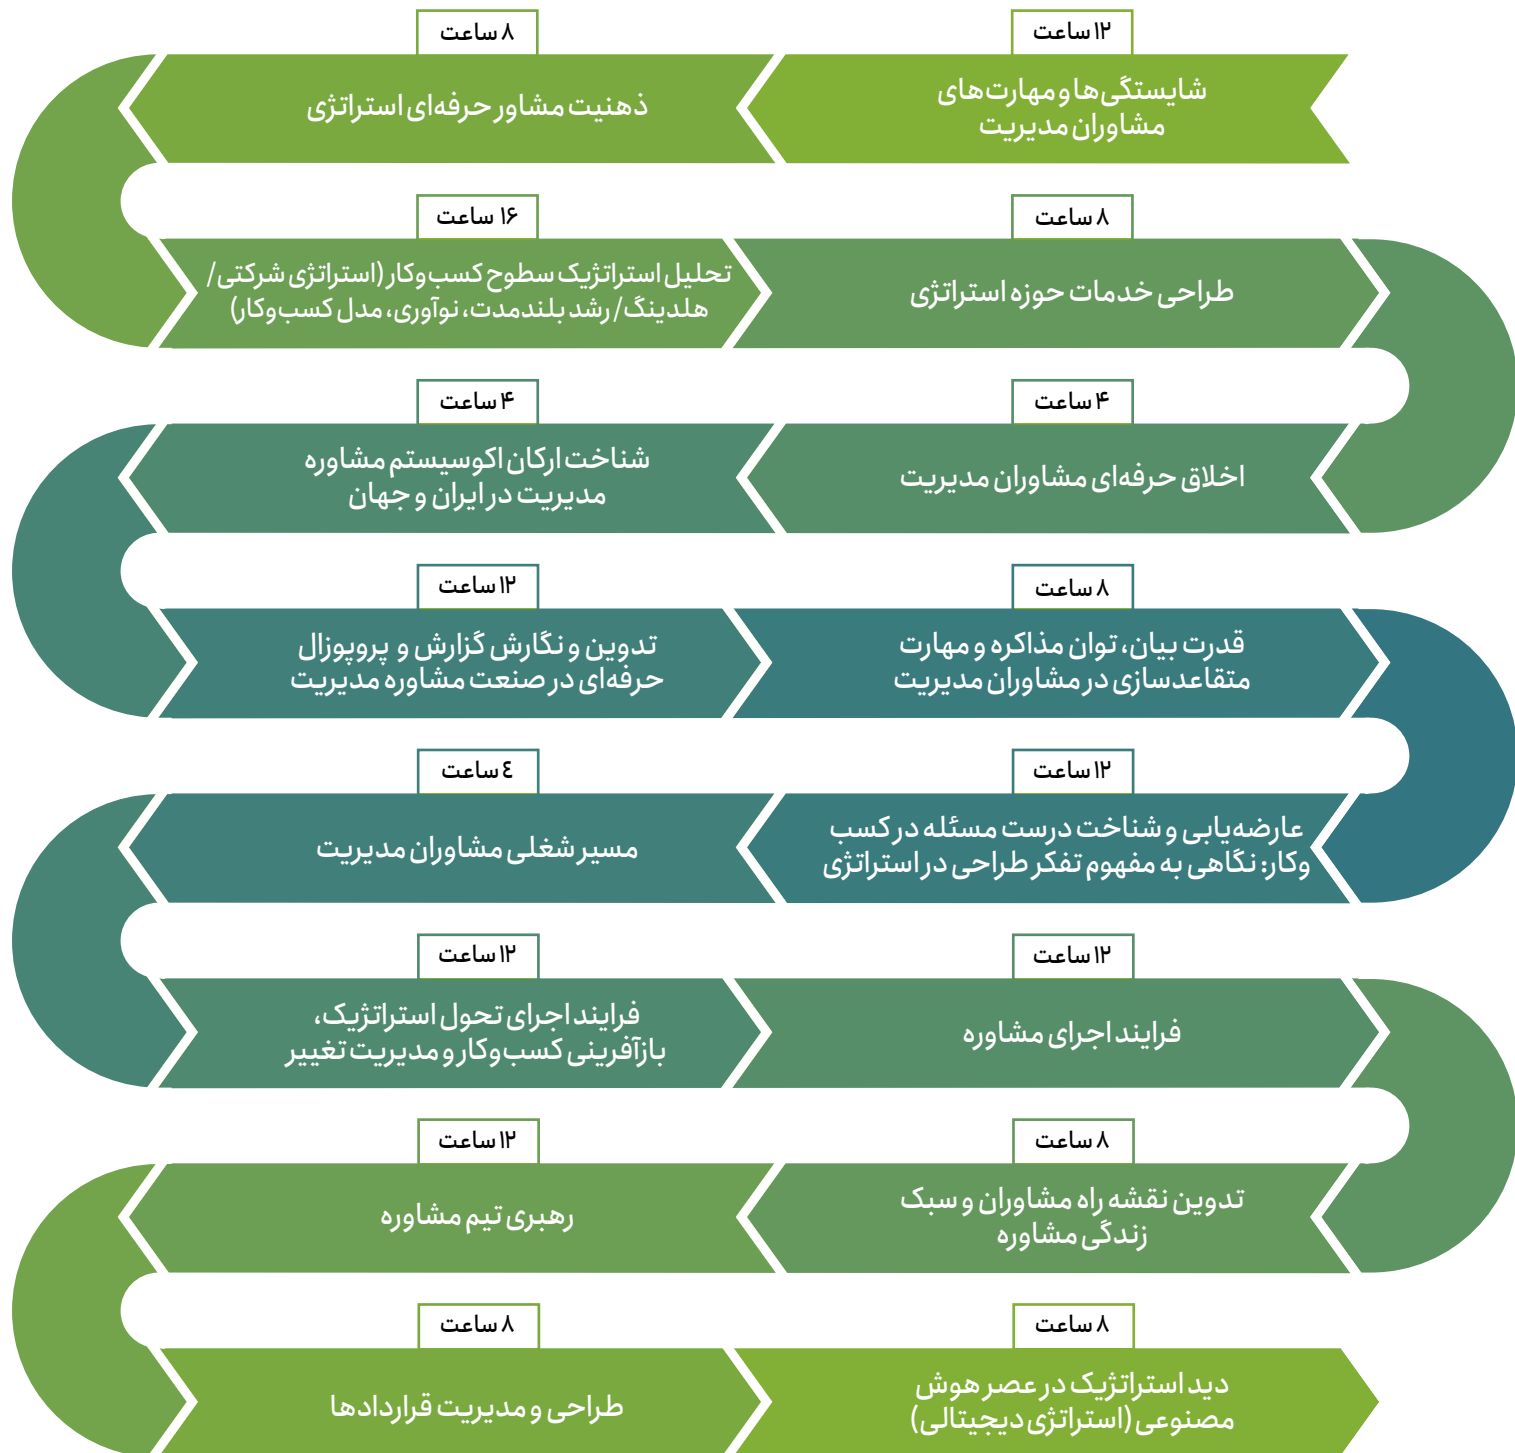 ۱۲ ساعت
شایستگی‌ها و مهارت‌های
مشاوران مدیریت
۸ ساعت
ذهنیت مشاور حرفه‌ای استراتژی
۱۶ ساعت
تحلیل استراتژیک سطوح کسب‌وکار (استراتژی شرکتی/
هلدینگ/ رشد بلندمدت، نوآوری، مدل کسب‌وکار)
۸ ساعت
طراحی خدمات حوزه استراتژی
۴ ساعت
اخلاق حرفه‌ای مشاوران مدیریت
۴ ساعت
شناخت ارکان اکوسیستم مشاوره
مدیریت در ایران و جهان
۱۲ ساعت
تدوین و نگارش گزارش و پروپوزال
حرفه‌ای در صنعت مشاوره مدیریت
۸ ساعت
قدرت بیان، توان مذاکره و مهارت
متقاعدسازی در مشاوران مدیریت
۱۲ ساعت
عارضه‌یابی و شناخت درست مسئله در کسب
وکار: نگاهی به مفهوم تفکر طراحی در استراتژی
٤ ساعت
مسیر شغلی مشاوران مدیریت
۱۲ ساعت
فرایند اجرای تحول استراتژیک،
بازآفرینی کسب‌وکار و مدیریت تغییر
۱۲ ساعت
فرایند اجرای مشاوره
۸ ساعت
تدوین نقشه راه مشاوران و سبک
زندگی مشاوره
۱۲ ساعت
رهبری تیم مشاوره
۸ ساعت
طراحی و مدیریت قراردادها
۸ ساعت
دید استراتژیک در عصر هوش
مصنوعی (استراتژی دیجیتالی)